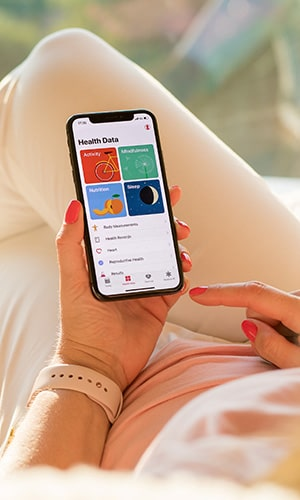 Health Data
Activity
Mindfulness
Nutrition
Sleep
Body Measurements
Health Records
Heart
Reproductive Health
Results